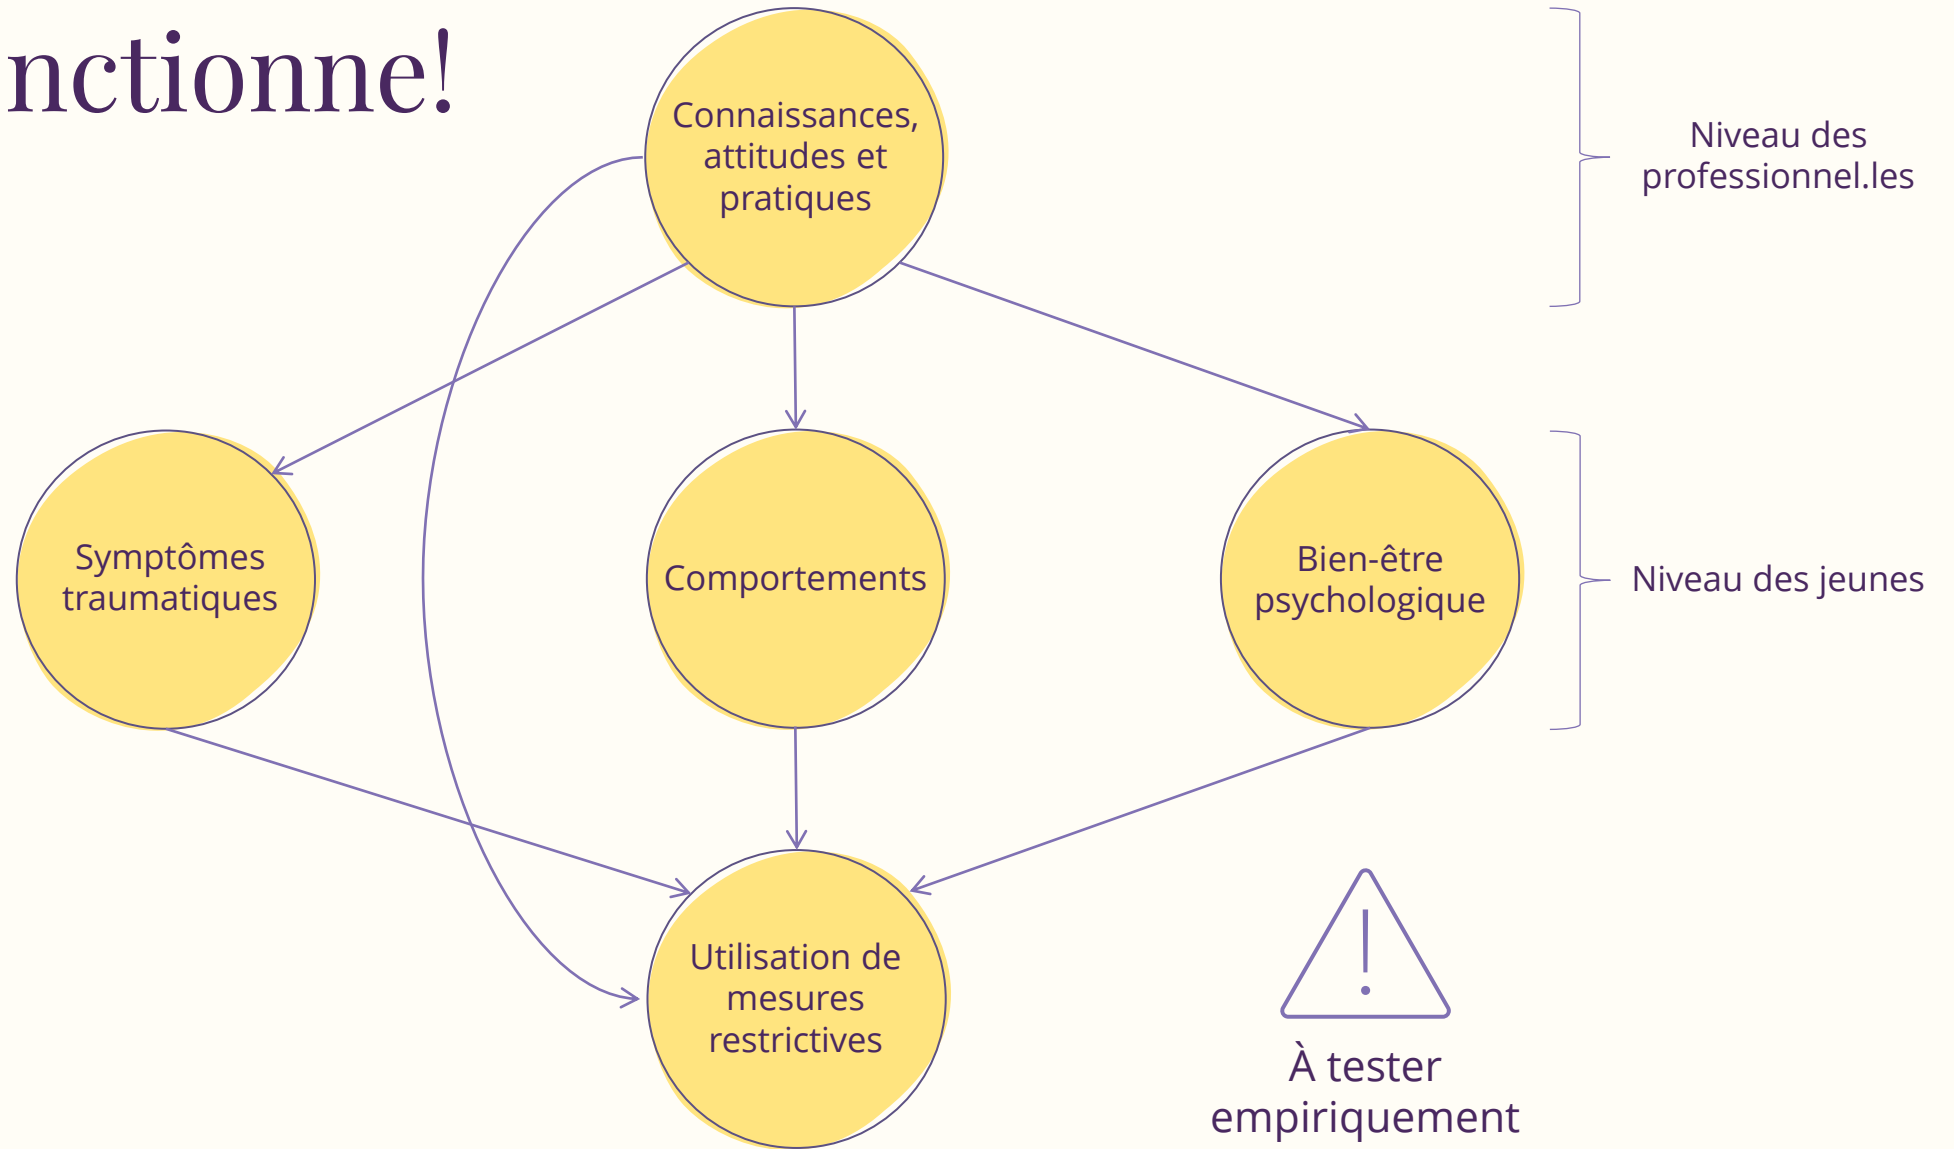 nctionne!
Connaissances,
attitudes et
pratiques
Niveau des
professionnel.les
Symptômes
traumatiques
Comportements
Bien-être
psychologique
Niveau des jeunes
Utilisation de
mesures
restrictives
À tester
empiriquement